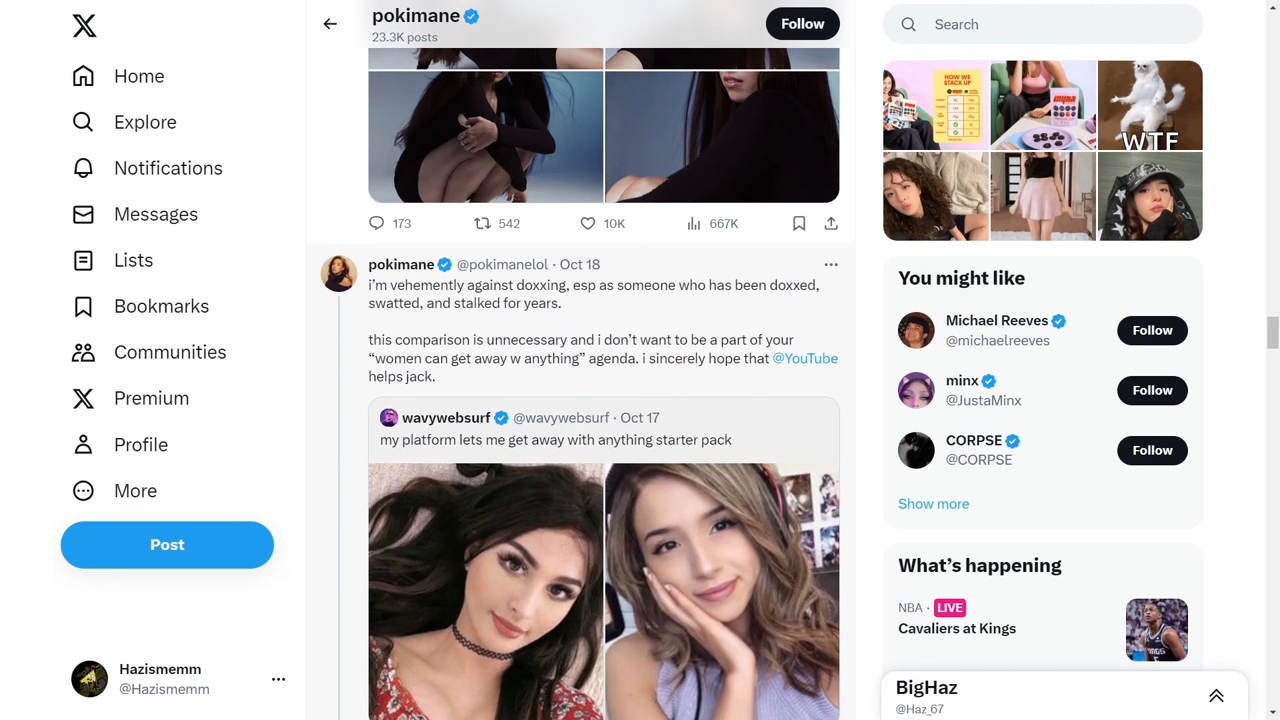 Home
Explore
Notifications
Messages
Lists
Bookmarks
Communities
Premium
Profile
More
Post
Hazismemm
@Hazismemm
pokimane
23.3K posts
Follow
173
542
10K
667K
pokimane @pokimanelol · Oct 18
i’m vehemently against doxxing, esp as someone who has been doxxed,
swatted, and stalked for years.
this comparison is unnecessary and i don’t want to be a part of your
“women can get away w anything” agenda. i sincerely hope that @YouTube
helps jack.
wavywebsurf @wavywebsurf · Oct 17
my platform lets me get away with anything starter pack
Search
HOW WE
STACK UP
WTF
You might like
Michael Reeves
@michaelreeves
Follow
minx
@JustaMinx
Follow
CORPSE
@CORPSE
Follow
Show more
What’s happening
NBA · LIVE
Cavaliers at Kings
BigHaz
@Haz_67